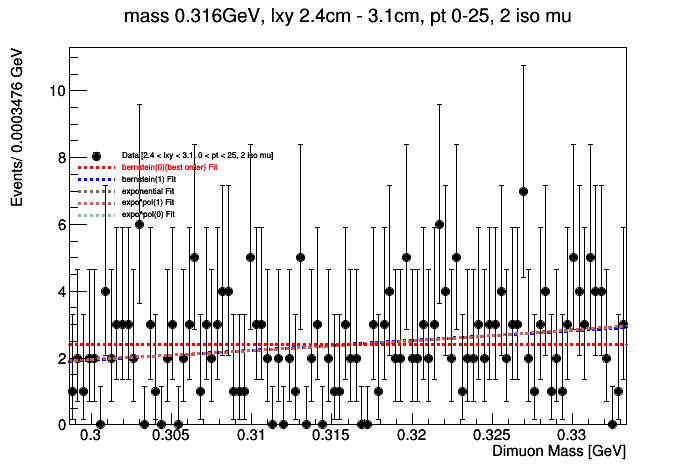 mass 0.316GeV, lxy 2.4cm - 3.1cm, pt 0-25, 2 iso mu
Events/ 0.0003476 GeV
10
8
6
4
2
0
Data [2.4 < lxy < 3.1, 0 < pt < 25, 2 iso mu]
bernstein(0)(best order) Fit
bernstein(1) Fit
exponential Fit
expo*pol(1) Fit
expo*pol(0) Fit
0.3 0.305 0.31 0.315 0.32 0.325 0.33
Dimuon Mass [GeV]